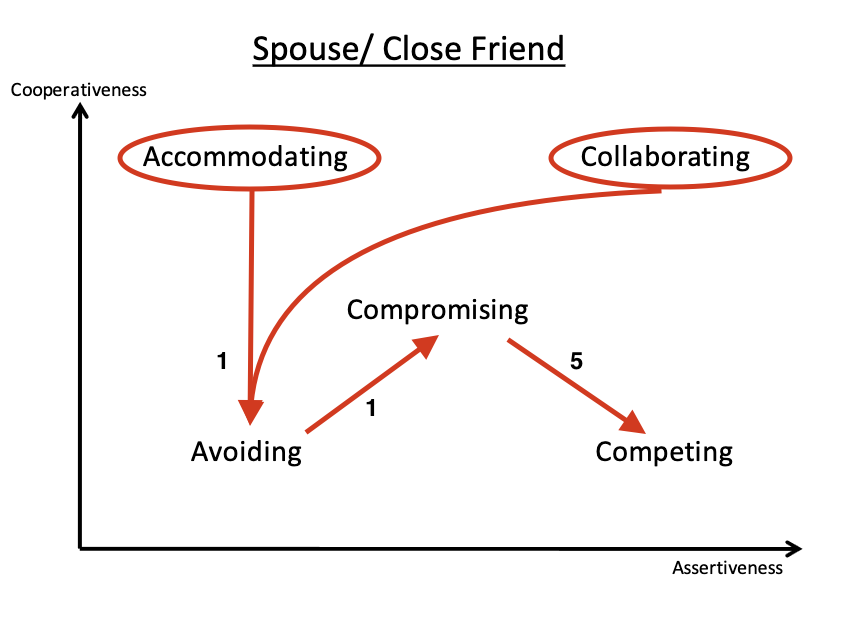 Spouse/ Close Friend
Cooperativeness
Accommodating
Collaborating
Compromising
1
5
1
Avoiding
Competing
Assertiveness